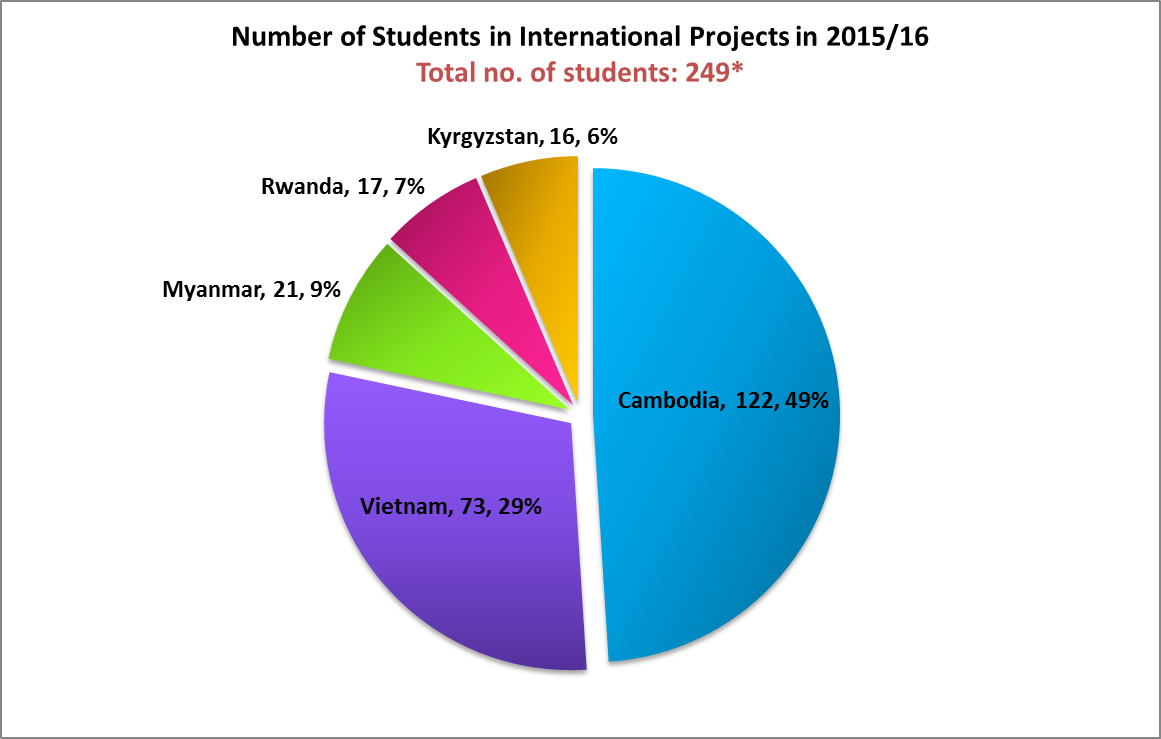 Number of Students in International Projects in 2015/16
Total no. of students: 249*
Kyrgyzstan, 16, 6%
Rwanda, 17, 7%
Myanmar, 21, 9%
Cambodia, 122, 49%
Vietnam, 73, 29%